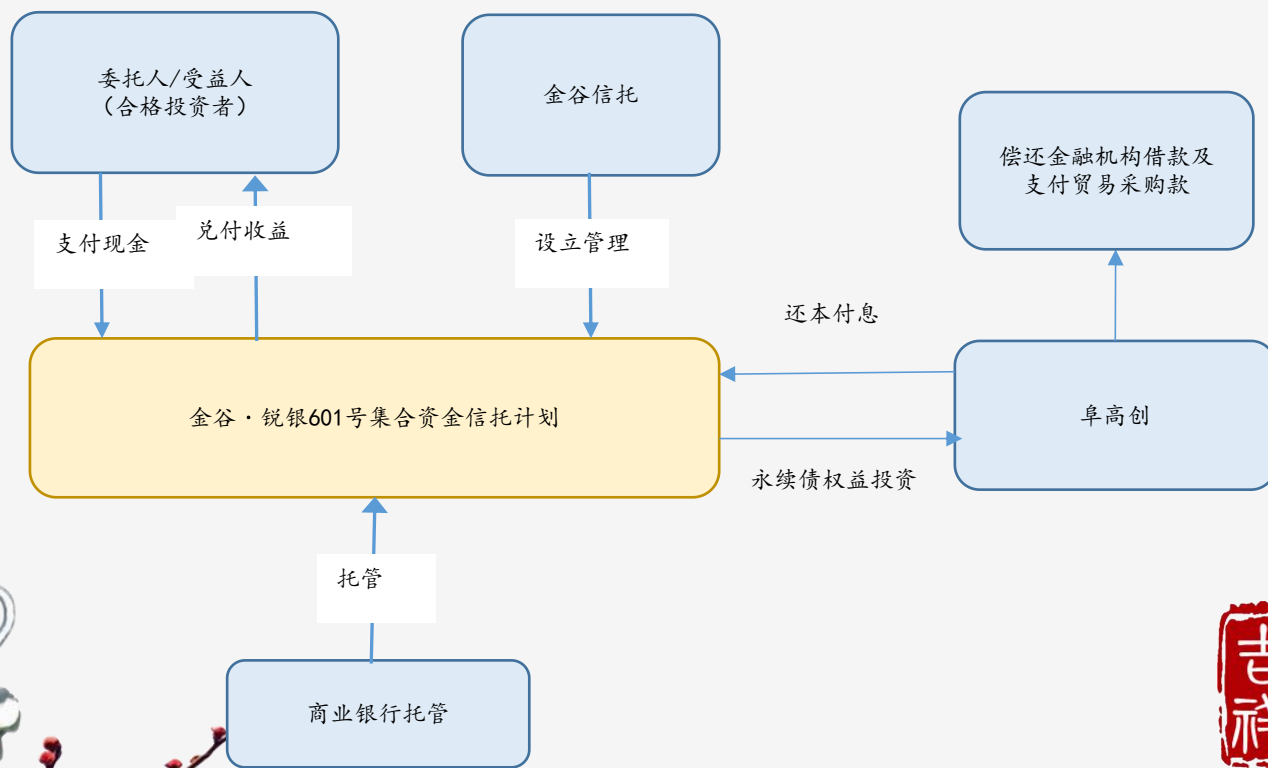 委托人/受益人
（合格投资者）
金谷信托
偿还金融机构借款及
支付贸易采购款
支付现金
兑付收益
设立管理
还本付息
金谷·锐银601号集合资金信托计划
阜高创
永续债权益投资
托管
商业银行托管
吉
祥